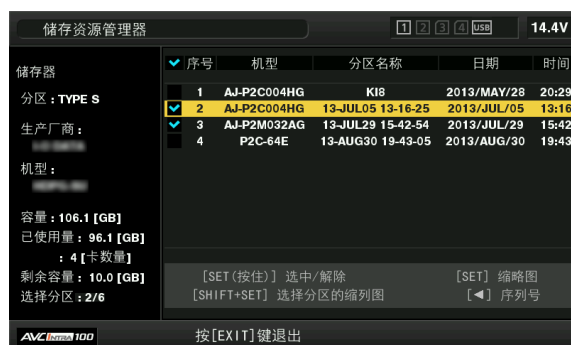 储存资源管理器 1 2 3 4 USB 14.4V
储存器
分区：TYPE S
生产厂商：
机型：
容量：106.1 [GB]
已使用量：96.1 [GB]
：4 [卡数量]
剩余容量：10.0 [GB]
选择分区：2/6
序号 机型 分区名称 日期 时间
1 AJ-P2C004HG KI8 2013/MAY/28 20:29
2 AJ-P2C004HG 13-JUL05 13-16-25 2013/JUL/05 13:16
3 AJ-P2M032AG 13-JUL29 15-42-54 2013/JUL/29 15:42
4 P2C-64E 13-AUG30 19-43-05 2013/AUG/30 19:43
[SET(按住)] 选中/解除 [SET] 缩略图
[SHIFT+SET] 选择分区的缩列图 [◀] 序列号
AVC INTRA 100 按[EXIT]键退出